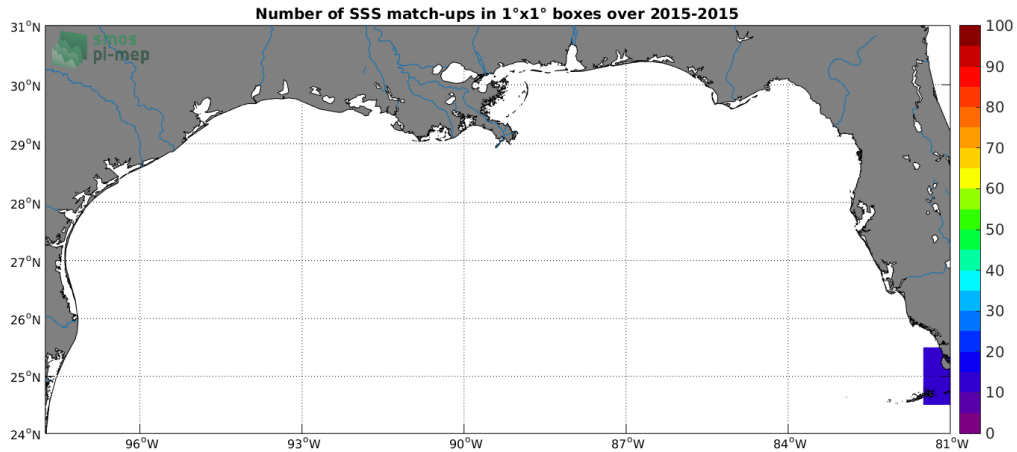 Number of SSS match-ups in 1°x1° boxes over 2015-2015
smos
pi-mep
31°N
30°N
29°N
28°N
27°N
26°N
25°N
24°N
96°W
93°W
90°W
87°W
84°W
81°W
100
90
80
70
60
50
40
30
20
10
0